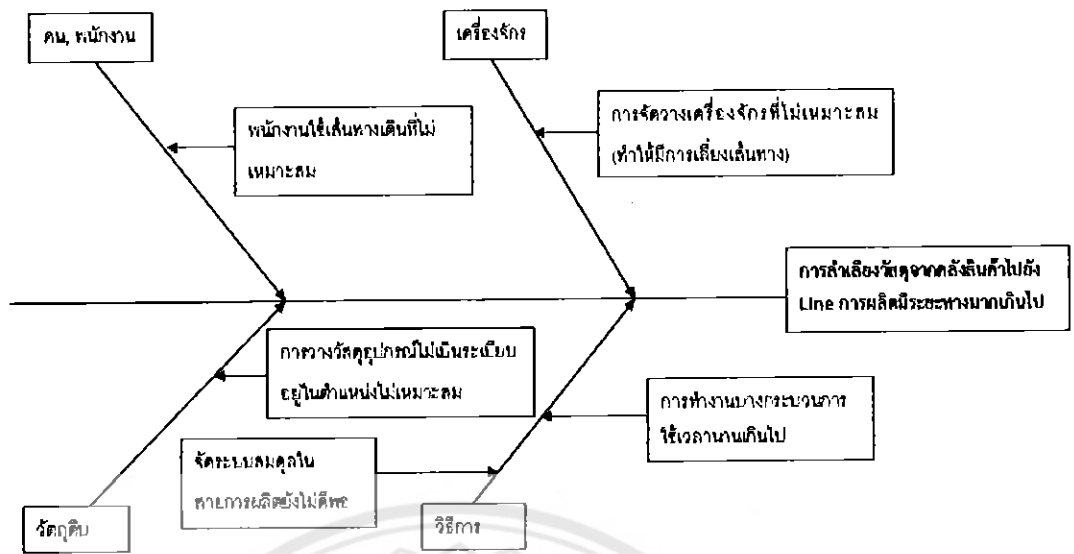 คน, พนักงาน
เครื่องจักร
พนักงานใช้เส้นทางเดินที่ไม่
เหมาะสม
การจัดวางเครื่องจักรที่ไม่เหมาะสม
(ทำให้มีการเลี่ยงเส้นทาง)
การลำเลียงวัสดุจากคลังสินค้าไปยัง
Line การผลิตมีระยะทางมากเกินไป
การวางวัสดุอุปกรณ์ไม่เป็นระเบียบ
อยู่ในตำแหน่งไม่เหมาะสม
การทำงานบางกระบวนการ
ใช้เวลานานเกินไป
จัดระบบสมดุลใน
สายการผลิตยังไม่ดีพอ
วัตถุดิบ
วิธีการ